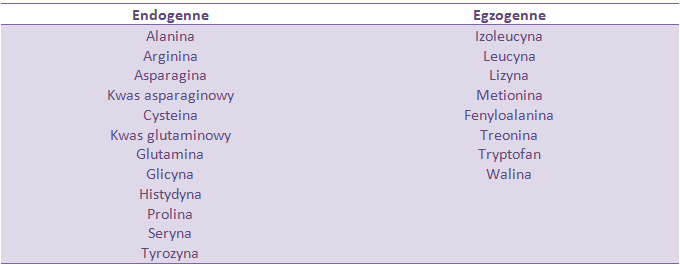 Endogenne Egzogenne
Alanina Izoleucyna
Arginina Leucyna
Asparagina Lizyna
Kwas asparaginowy Metionina
Cysteina Fenyloalanina
Kwas glutaminowy Treonina
Glutamina Tryptofan
Glicyna Walina
Histydyna
Prolina
Seryna
Tyrozyna